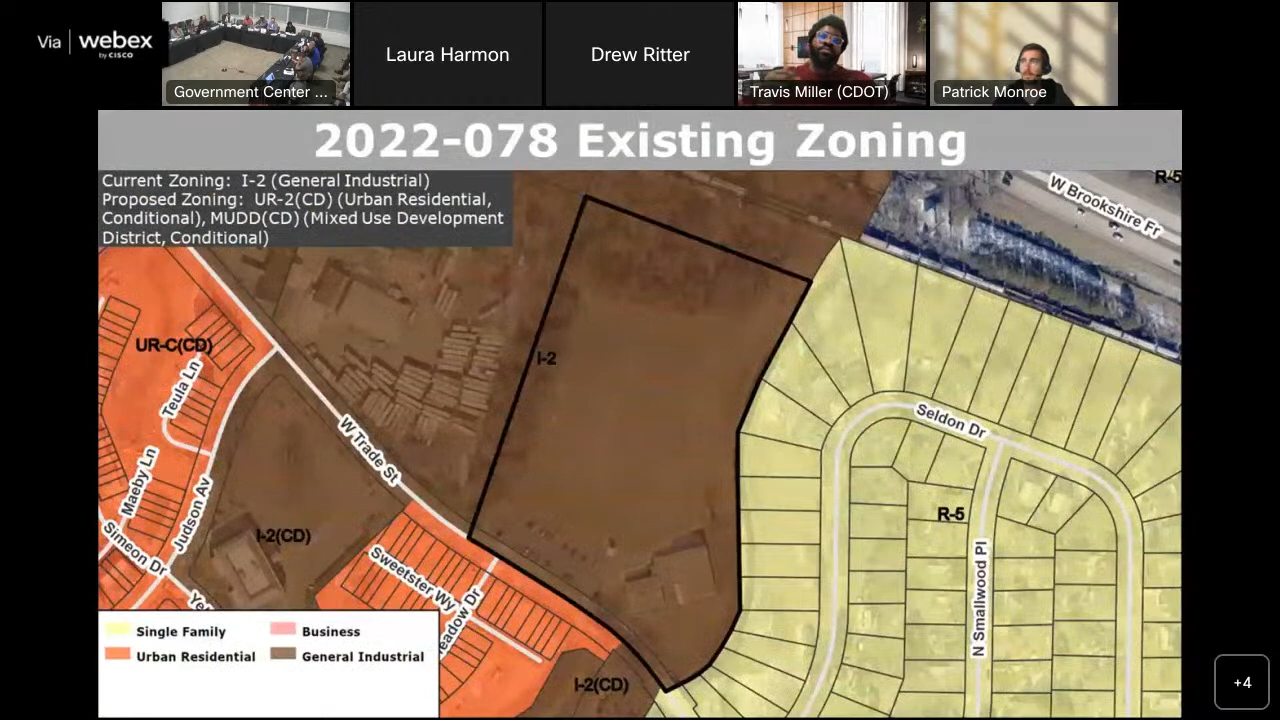 Via | webex
by CISCO
Government Center ...
Laura Harmon
Drew Ritter
Travis Miller (CDOT)
Patrick Monroe
2022-078 Existing Zoning
Current Zoning: I-2 (General Industrial)
Proposed Zoning: UR-2(CD) (Urban Residential,
Conditional), MUDD(CD) (Mixed Use Development
District, Conditional)
R-5
W Brookshire Fr
UR-C(CD)
I-2
Teula Ln
W Trade St
Seldon Dr
Maeby Ln
Judson Av
I-2(CD)
R-5
Simeon Dr
Sweetster Wy
N Smallwood Pl
Single Family
Business
Urban Residential
General Industrial
I-2(CD)
+4